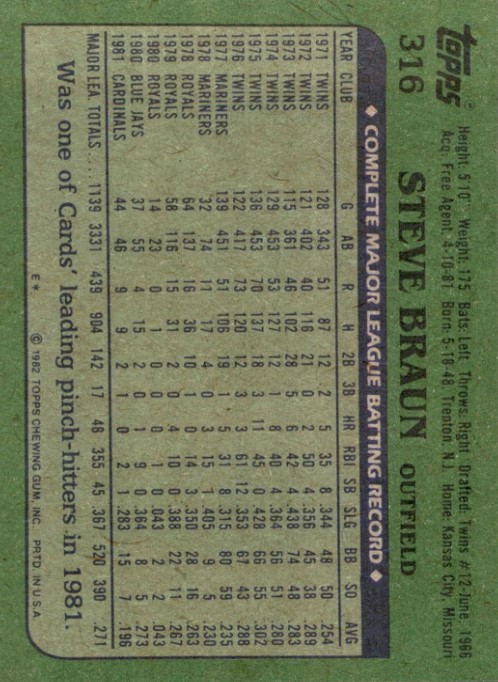 topps®
316
Height: 5'10" Weight: 175 Bats: Left Throws: Right Drafted: Twins #12-June, 1966
Acq: Free Agent, 4-10-81 Born: 5-18-48, Trenton, N.J. Home: Kansas City, Missouri
STEVE BRAUN OUTFIELD
◆ COMPLETE MAJOR LEAGUE BATTING RECORD ◆
YEAR CLUB G AB R H 2B 3B HR RBI SB SLG BB SO AVG
1971 TWINS 128 343 51 87 12 2 5 35 8 .344 48 50 .254
1972 TWINS 121 402 40 116 21 0 2 50 4 .356 45 38 .289
1973 TWINS 115 361 46 102 28 5 6 42 4 .438 74 48 .283
1974 TWINS 129 453 53 127 12 1 8 40 4 .364 56 51 .280
1975 TWINS 136 453 70 137 18 3 11 45 0 .428 66 55 .302
1976 TWINS 122 417 73 120 12 3 3 61 12 .353 67 43 .288
1977 MARINERS 139 451 51 106 19 1 5 31 8 .315 80 59 .235
1978 MARINERS 32 74 11 17 4 0 3 15 1 .405 9 5 .230
1978 ROYALS 64 137 16 36 10 1 0 14 3 .350 28 16 .263
1979 ROYALS 58 116 15 31 2 0 4 10 0 .388 22 11 .267
1980 ROYALS 14 23 0 1 0 0 0 1 0 .043 2 2 .043
1980 BLUE JAYS 37 55 4 15 2 0 1 9 0 .364 8 5 .273
1981 CARDINALS 44 46 9 9 2 1 0 2 1 .283 15 7 .196
MAJOR LEA. TOTALS .... 1139 3331 439 904 142 17 48 355 45 .367 520 390 .271
Was one of Cards' leading pinch-hitters in 1981.
E* © 1982 TOPPS CHEWING GUM, INC. PRTD. IN U.S.A.